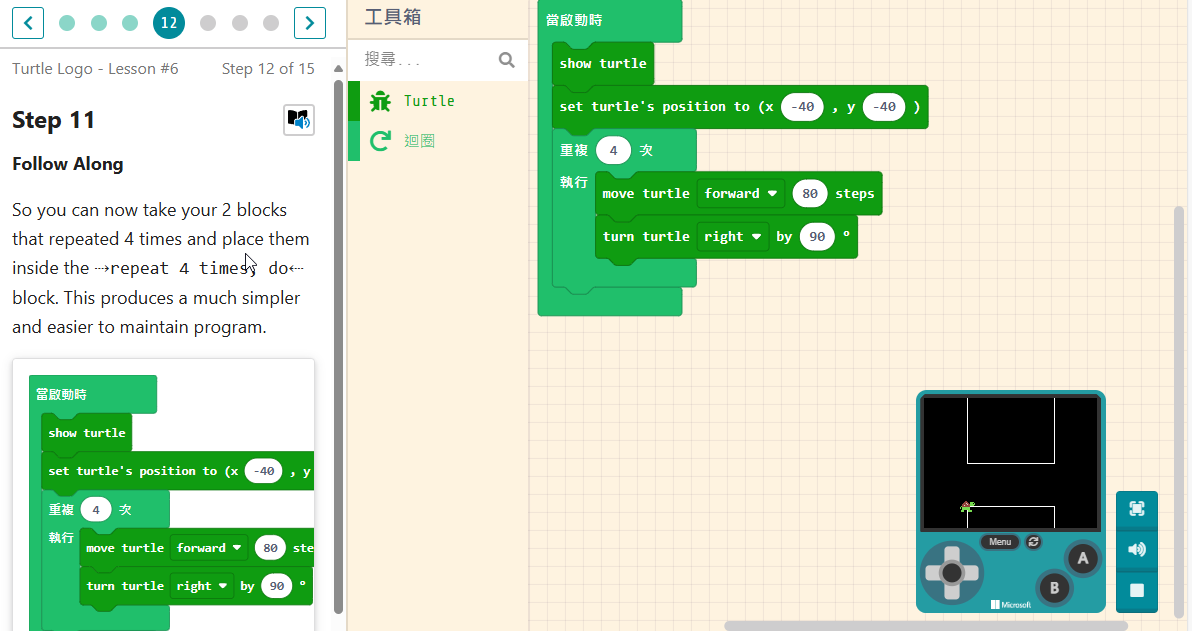 12
Turtle Logo - Lesson #6
Step 12 of 15
Step 11
Follow Along
So you can now take your 2 blocks
that repeated 4 times and place them
inside the ⤑repeat 4 times, do⬸
block. This produces a much simpler
and easier to maintain program.
當啟動時
show turtle
set turtle's position to (x -40 , y
重複 4 次
執行
move turtle forward 80 ste
turn turtle right by 90 °
工具箱
搜尋...
Turtle
迴圈
當啟動時
show turtle
set turtle's position to (x -40 , y -40 )
重複 4 次
執行
move turtle forward 80 steps
turn turtle right by 90 °
Menu
A
B
Microsoft